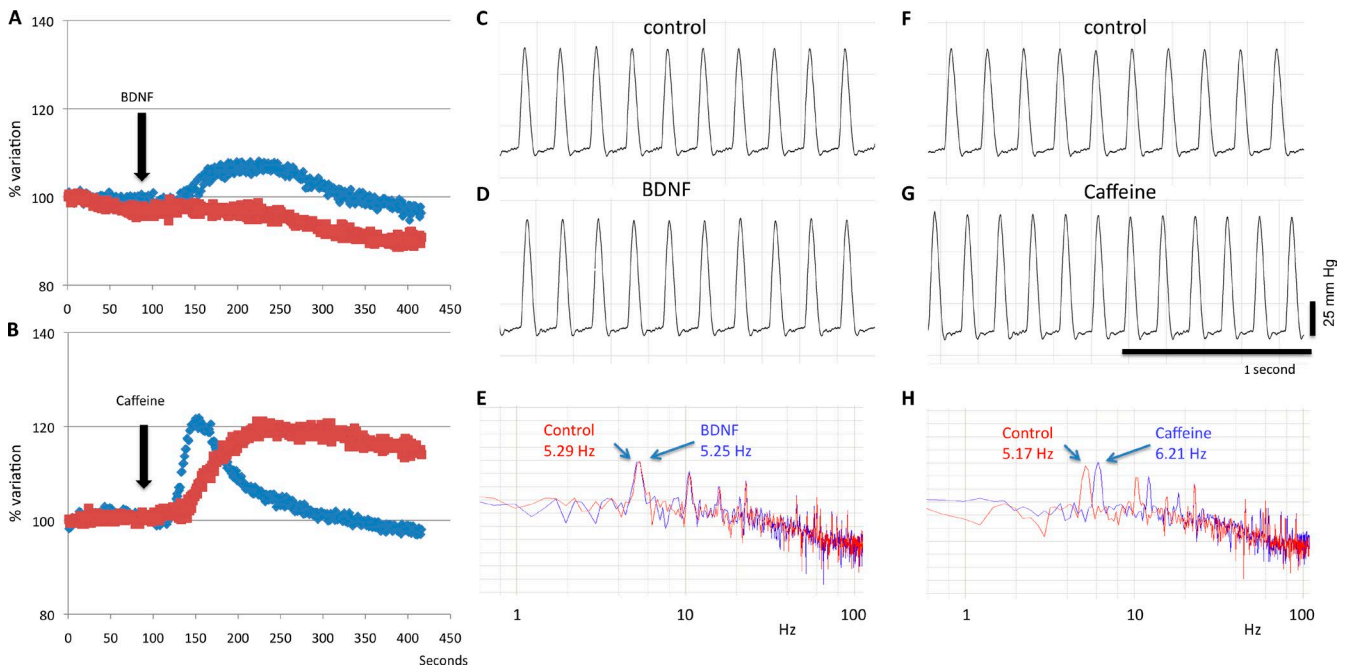 A
140
120
100
80
% variation
BDNF
0 50 100 150 200 250 300 350 400 450
B
140
120
100
80
% variation
Caffeine
0 50 100 150 200 250 300 350 400 450
Seconds
C
control
D
BDNF
E
Control
5.29 Hz
BDNF
5.25 Hz
1 10 100
Hz
F
control
G
Caffeine
25 mm Hg
1 second
H
Control
5.17 Hz
Caffeine
6.21 Hz
1 10 100
Hz